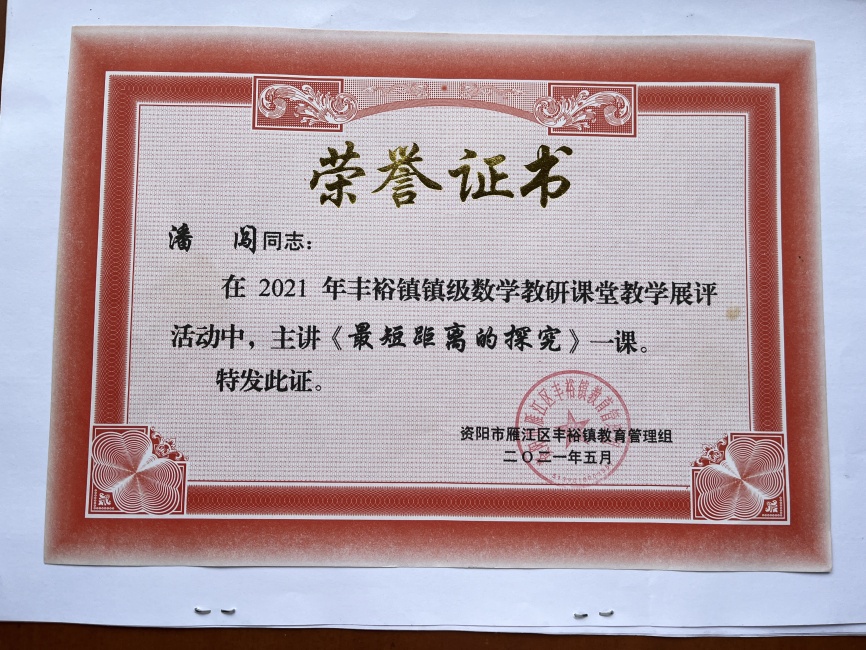 荣誉证书
潘 闯同志：
在 2021 年丰裕镇镇级数学教研课堂教学展评
活动中，主讲《最短距离的探究》一课。
特发此证。
资阳市雁江区丰裕镇教育管理组
二〇二一年五月